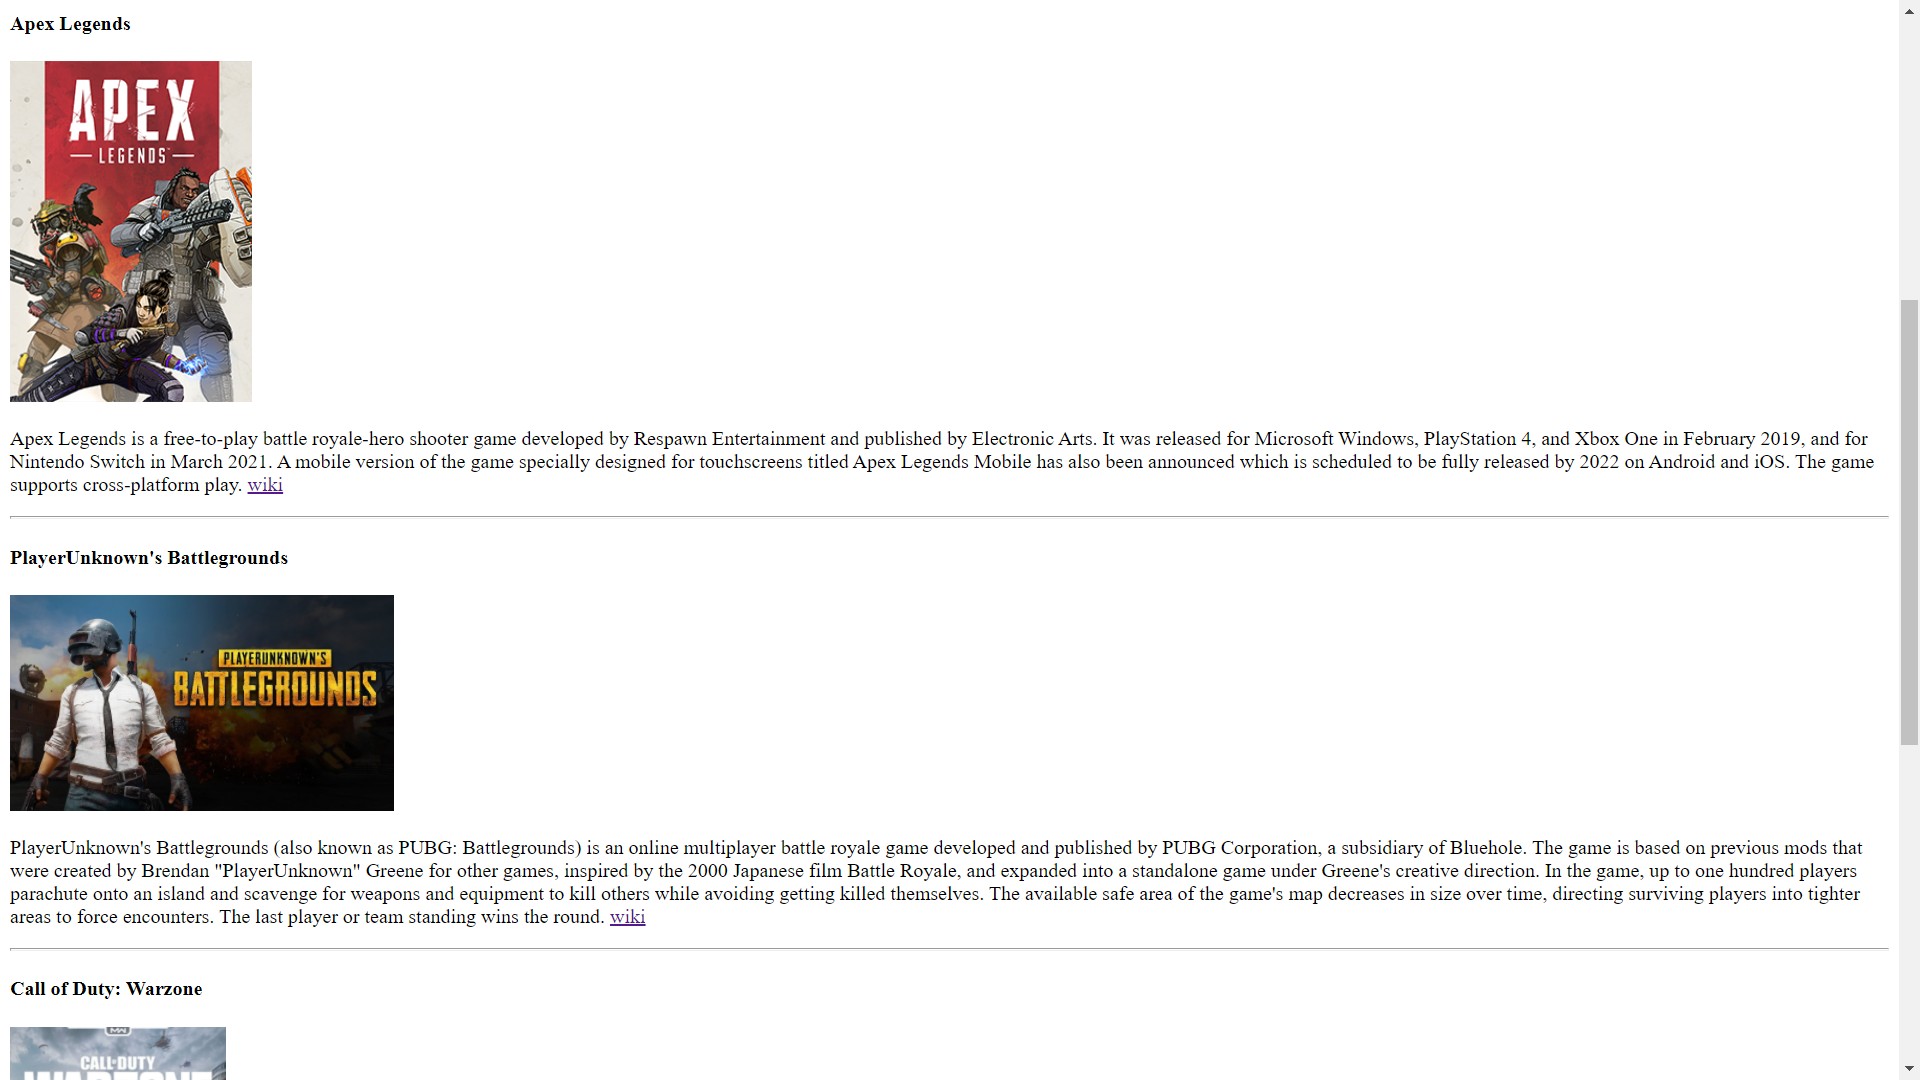 Apex Legends
APEX
LEGENDS
Apex Legends is a free-to-play battle royale-hero shooter game developed by Respawn Entertainment and published by Electronic Arts. It was released for Microsoft Windows, PlayStation 4, and Xbox One in February 2019, and for
Nintendo Switch in March 2021. A mobile version of the game specially designed for touchscreens titled Apex Legends Mobile has also been announced which is scheduled to be fully released by 2022 on Android and iOS. The game
supports cross-platform play. wiki
PlayerUnknown's Battlegrounds
PLAYERUNKNOWN'S
BATTLEGROUNDS
PlayerUnknown's Battlegrounds (also known as PUBG: Battlegrounds) is an online multiplayer battle royale game developed and published by PUBG Corporation, a subsidiary of Bluehole. The game is based on previous mods that
were created by Brendan "PlayerUnknown" Greene for other games, inspired by the 2000 Japanese film Battle Royale, and expanded into a standalone game under Greene's creative direction. In the game, up to one hundred players
parachute onto an island and scavenge for weapons and equipment to kill others while avoiding getting killed themselves. The available safe area of the game's map decreases in size over time, directing surviving players into tighter
areas to force encounters. The last player or team standing wins the round. wiki
Call of Duty: Warzone
MW
CALL OF DUTY
WARZONE